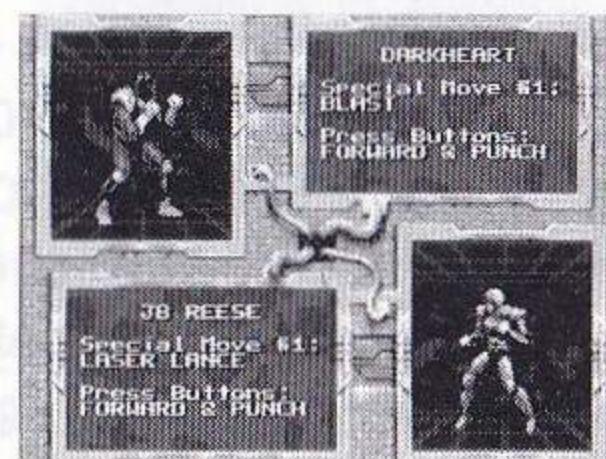 DARKHEART
Special Move #1:
BLAST
Press Buttons:
FORWARD & PUNCH
JB REESE
Special Move #1:
LASER LANCE
Press Buttons:
FORWARD & PUNCH